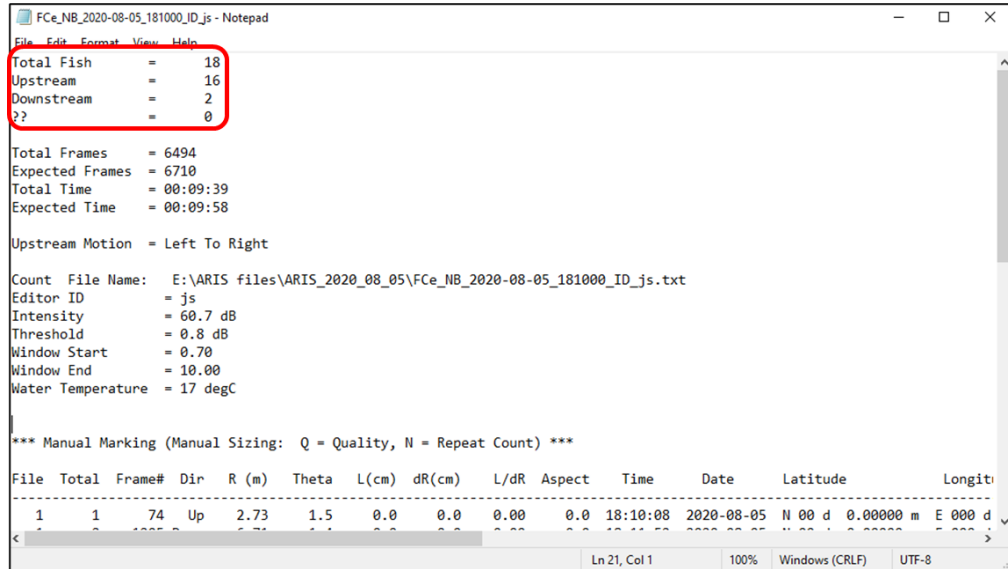 FCe_NB_2020-08-05_181000_ID_js - Notepad
File Edit Format View Help
Total Fish = 18
Upstream = 16
Downstream = 2
?? = 0
Total Frames = 6494
Expected Frames = 6710
Total Time = 00:09:39
Expected Time = 00:09:58
Upstream Motion = Left To Right
Count File Name: E:\ARIS files\ARIS_2020_08_05\FCe_NB_2020-08-05_181000_ID_js.txt
Editor ID = js
Intensity = 60.7 dB
Threshold = 0.8 dB
Window Start = 0.70
Window End = 10.00
Water Temperature = 17 degC
*** Manual Marking (Manual Sizing: Q = Quality, N = Repeat Count) ***
File Total Frame# Dir R (m) Theta L(cm) dR(cm) L/dR Aspect Time Date Latitude Longit
1 1 74 Up 2.73 1.5 0.0 0.0 0.00 0.0 18:10:08 2020-08-05 N 00 d 0.00000 m E 000 d
Ln 21, Col 1 100% Windows (CRLF) UTF-8